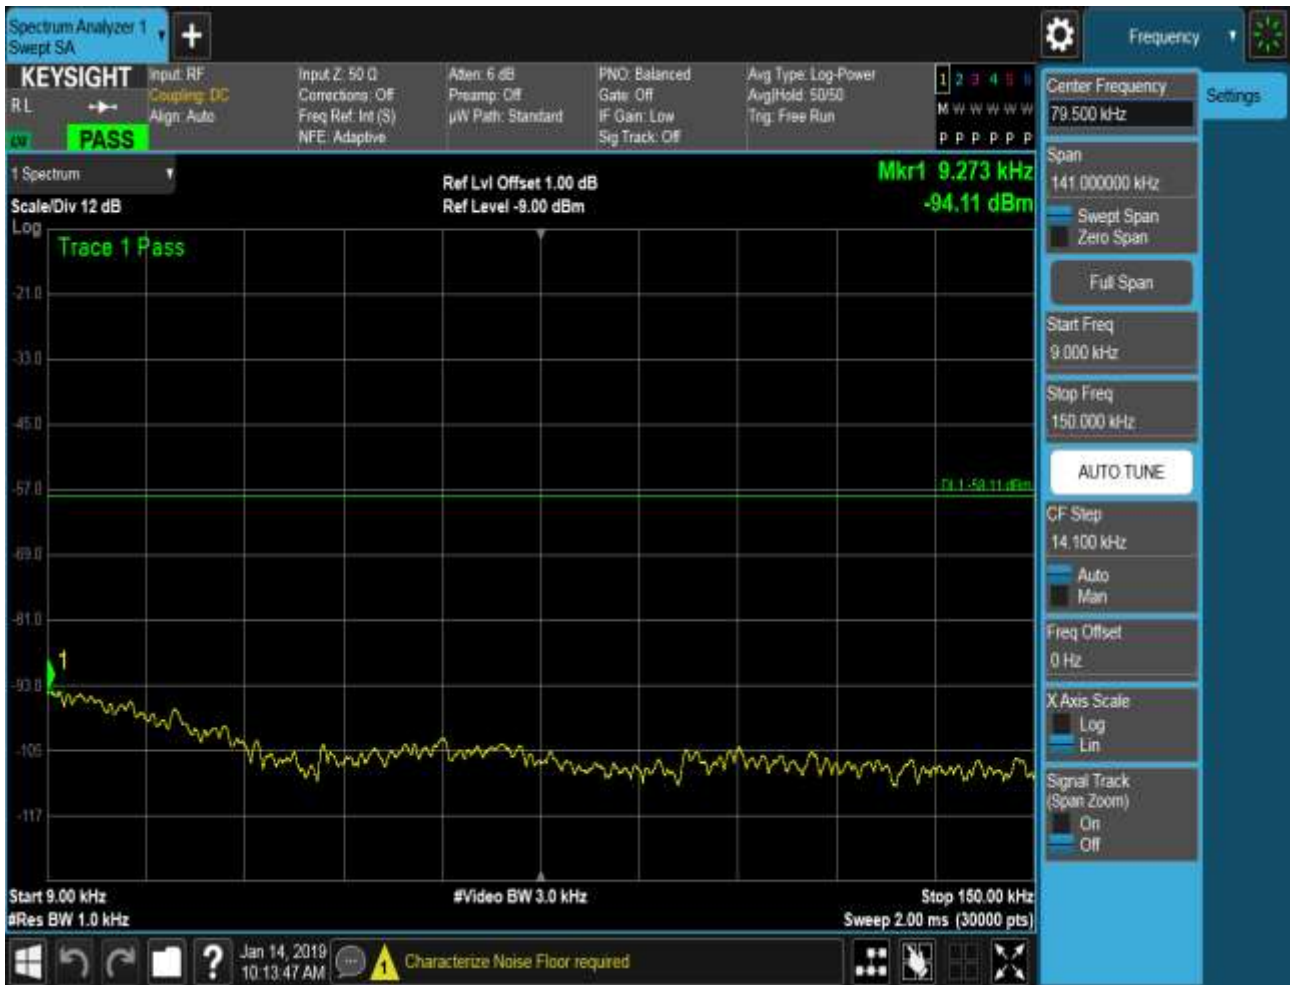 Spectrum Analyzer 1
Swept SA
Frequency
KEYSIGHT
RL
PASS
Input: RF
Coupling: DC
Align: Auto
Input Z: 50 Ω
Corrections: Off
Freq Ref: Int (S)
NFE: Adaptive
Atten: 6 dB
Preamp: Off
µW Path: Standard
PNO: Balanced
Gate: Off
IF Gain: Low
Sig Track: Off
Avg Type: Log-Power
Avg|Hold: 50/50
Trig: Free Run
1 2 3 4 5 6
M W W W W W
P P P P P P
1 Spectrum
Scale/Div 12 dB
Ref Lvl Offset 1.00 dB
Ref Level -9.00 dBm
Mkr1 9.273 kHz
-94.11 dBm
Log
Trace 1 Pass
-21.0
-33.0
-45.0
-57.0
DL1 -58.11 dBm
-69.0
-81.0
1
-93.0
-105
-117
Start 9.00 kHz
#Res BW 1.0 kHz
#Video BW 3.0 kHz
Stop 150.00 kHz
Sweep 2.00 ms (30000 pts)
Center Frequency
79.500 kHz
Settings
Span
141.000000 kHz
Swept Span
Zero Span
Full Span
Start Freq
9.000 kHz
Stop Freq
150.000 kHz
AUTO TUNE
CF Step
14.100 kHz
Auto
Man
Freq Offset
0 Hz
X Axis Scale
Log
Lin
Signal Track
(Span Zoom)
On
Off
?
Jan 14, 2019
10:13:47 AM
1
Characterize Noise Floor required